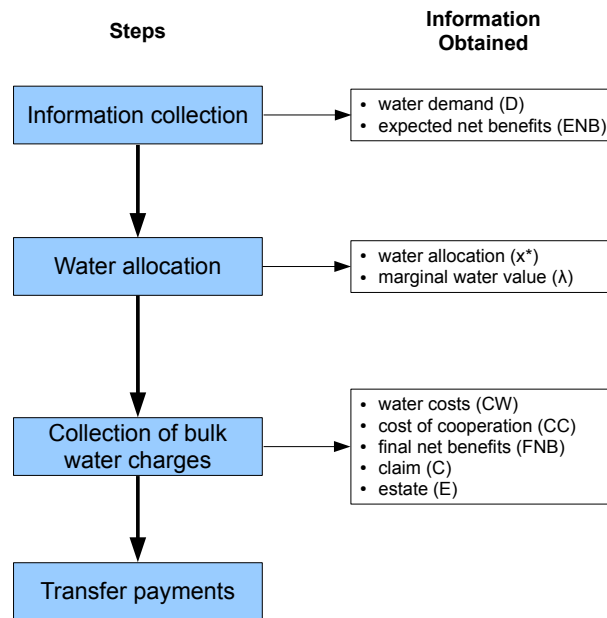 Steps
Information
Obtained
Information collection
• water demand (D)
• expected net benefits (ENB)
Water allocation
• water allocation (x*)
• marginal water value (λ)
Collection of bulk
water charges
• water costs (CW)
• cost of cooperation (CC)
• final net benefits (FNB)
• claim (C)
• estate (E)
Transfer payments